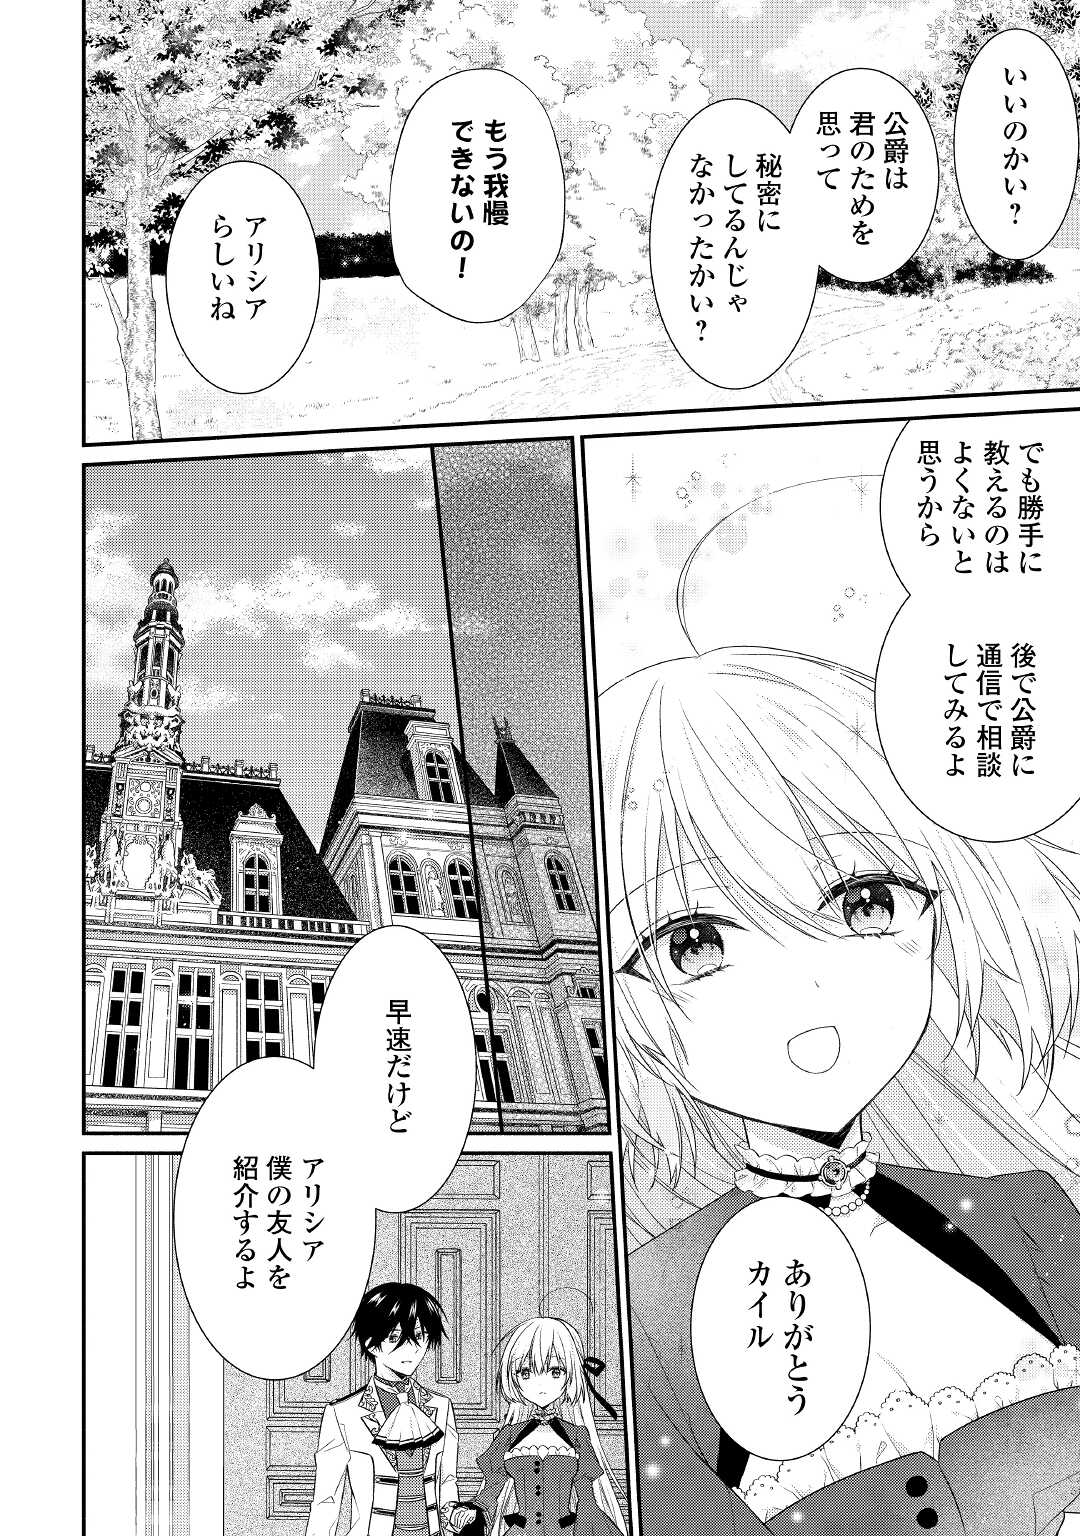 いいのかい？
公爵は
君のためを
思って
秘密に
してるんじゃ
なかったかい？
もう我慢
できないの！
アリシア
らしいね
でも勝手に
教えるのは
よくないと
思うから
後で公爵に
通信で相談
してみるよ
ありがとう
カイル
早速だけど
アリシア
僕の友人を
紹介するよ